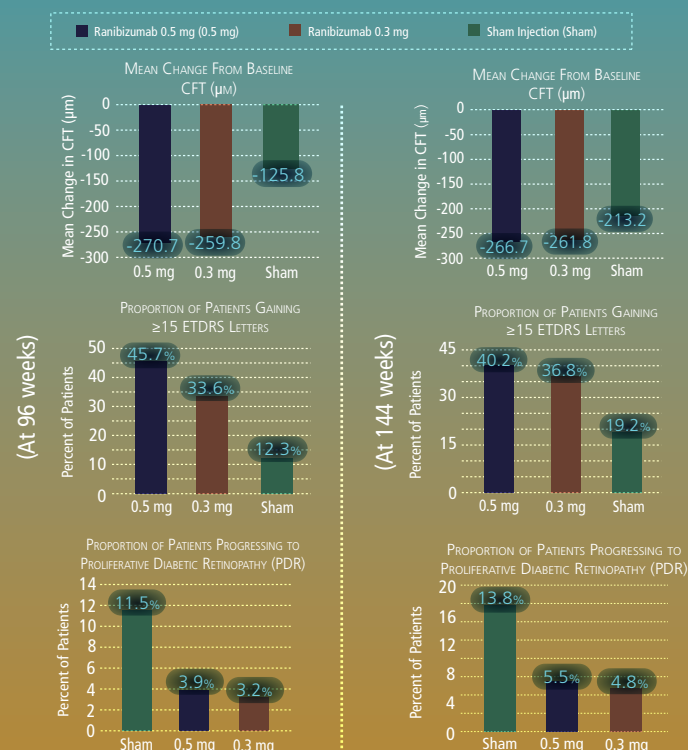 Ranibizumab 0.5 mg (0.5 mg) Ranibizumab 0.3 mg Sham Injection (Sham)
Mean Change From Baseline
CFT (μm)
Mean Change in CFT (μm)
0
-50
-100
-150
-200
-250
-300
-270.7 -259.8 -125.8
0.5 mg 0.3 mg Sham
Mean Change From Baseline
CFT (μm)
Mean Change in CFT (μm)
0
-50
-100
-150
-200
-250
-300
-266.7 -261.8 -213.2
0.5 mg 0.3 mg Sham
(At 96 weeks)
Proportion of Patients Gaining
≥15 ETDRS Letters
Percent of Patients
50
40
30
20
10
0
45.7% 33.6% 12.3%
0.5 mg 0.3 mg Sham
(At 144 weeks)
Proportion of Patients Gaining
≥15 ETDRS Letters
Percent of Patients
45
30
15
0
40.2% 36.8% 19.2%
0.5 mg 0.3 mg Sham
Proportion of Patients Progressing to
Proliferative Diabetic Retinopathy (PDR)
Percent of Patients
14
12
10
8
6
4
2
0
11.5% 3.9% 3.2%
Sham 0.5 mg 0.3 mg
Proportion of Patients Progressing to
Proliferative Diabetic Retinopathy (PDR)
Percent of Patients
20
16
12
8
4
0
13.8% 5.5% 4.8%
Sham 0.5 mg 0.3 mg